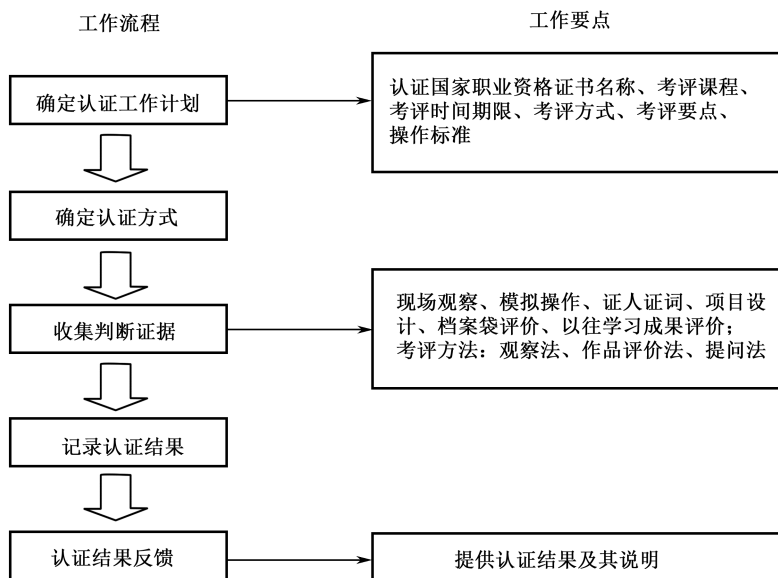 工作流程
工作要点
确定认证工作计划
认证国家职业资格证书名称、考评课程、
考评时间期限、考评方式、考评要点、
操作标准
确定认证方式
收集判断证据
现场观察、模拟操作、证人证词、项目设
计、档案袋评价、以往学习成果评价；
考评方法：观察法、作品评价法、提问法
记录认证结果
认证结果反馈
提供认证结果及其说明